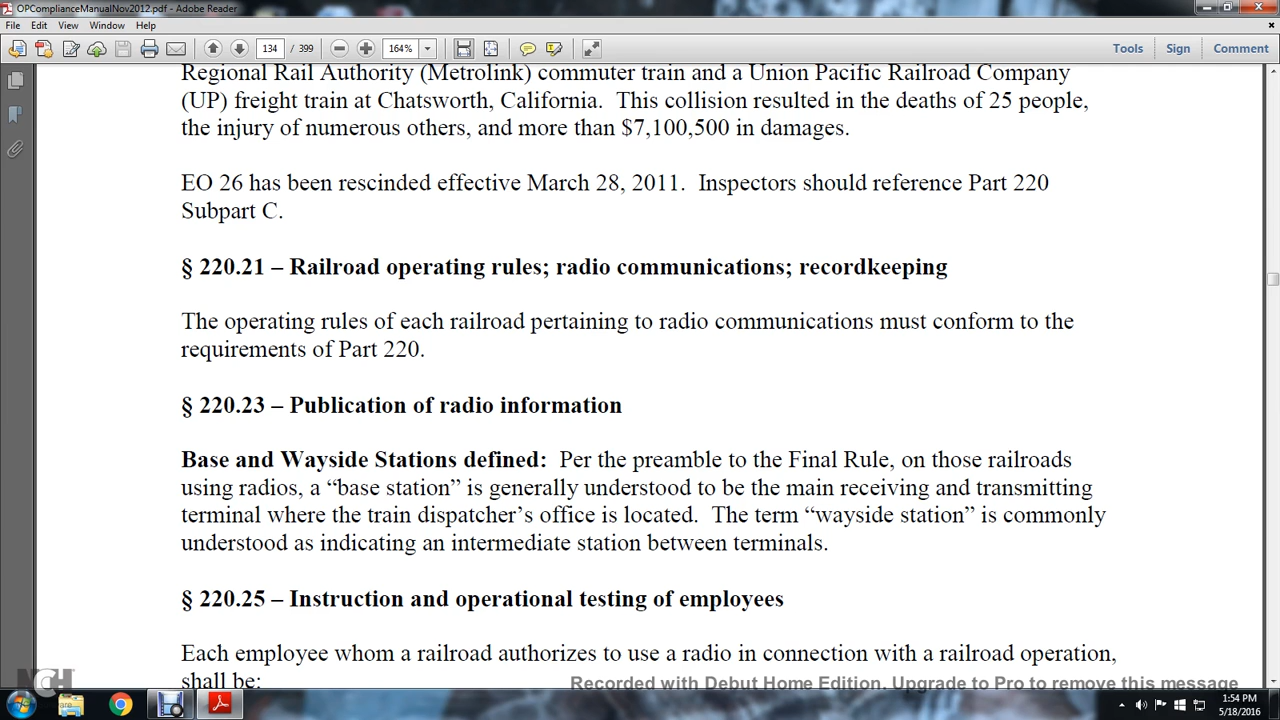 OPComplianceManualNov2012.pdf - Adobe Reader
File Edit View Window Help
134 / 399 164% Tools Sign Comment
Regional Rail Authority (Metrolink) commuter train and a Union Pacific Railroad Company
(UP) freight train at Chatsworth, California.  This collision resulted in the deaths of 25 people,
the injury of numerous others, and more than $7,100,500 in damages.
EO 26 has been rescinded effective March 28, 2011.  Inspectors should reference Part 220
Subpart C.
§ 220.21 – Railroad operating rules; radio communications; recordkeeping
The operating rules of each railroad pertaining to radio communications must conform to the
requirements of Part 220.
§ 220.23 – Publication of radio information
Base and Wayside Stations defined:  Per the preamble to the Final Rule, on those railroads
using radios, a “base station” is generally understood to be the main receiving and transmitting
terminal where the train dispatcher’s office is located.  The term “wayside station” is commonly
understood as indicating an intermediate station between terminals.
§ 220.25 – Instruction and operational testing of employees
Each employee whom a railroad authorizes to use a radio in connection with a railroad operation,
shall be:
NCH
Software
Recorded with Debut Home Edition. Upgrade to Pro to remove this message
1:54 PM
5/18/2016